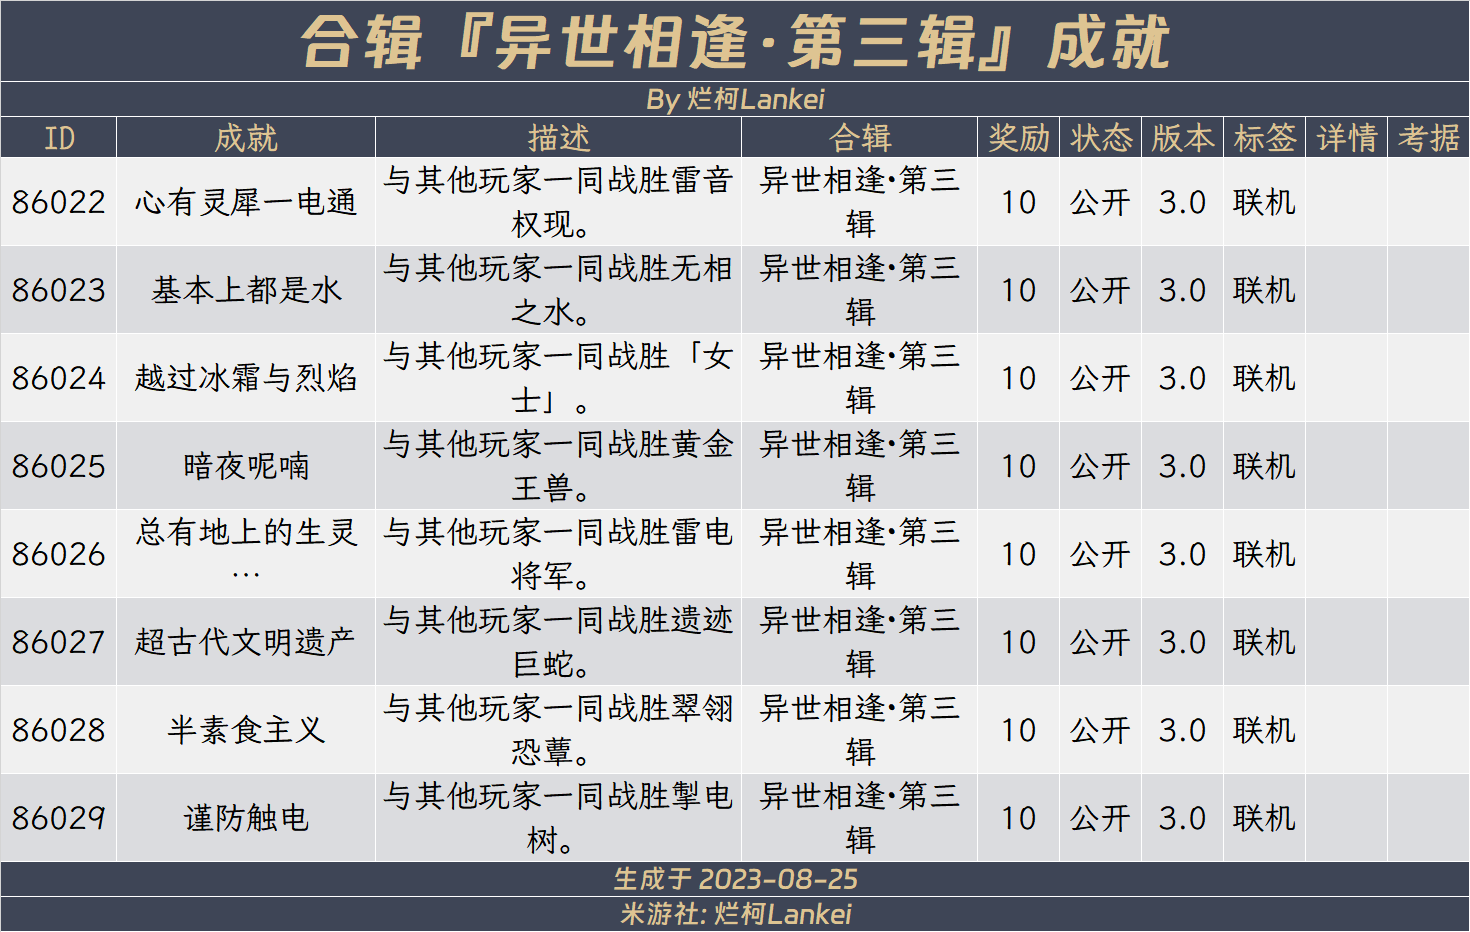 合辑『异世相逢·第三辑』成就
By 烂柯Lankei
ID 成就 描述 合辑 奖励 状态 版本 标签 详情 考据
86022 心有灵犀一电通 与其他玩家一同战胜雷音权现。 异世相逢·第三辑 10 公开 3.0 联机
86023 基本上都是水 与其他玩家一同战胜无相之水。 异世相逢·第三辑 10 公开 3.0 联机
86024 越过冰霜与烈焰 与其他玩家一同战胜「女士」。 异世相逢·第三辑 10 公开 3.0 联机
86025 暗夜呢喃 与其他玩家一同战胜黄金王兽。 异世相逢·第三辑 10 公开 3.0 联机
86026 总有地上的生灵… 与其他玩家一同战胜雷电将军。 异世相逢·第三辑 10 公开 3.0 联机
86027 超古代文明遗产 与其他玩家一同战胜遗迹巨蛇。 异世相逢·第三辑 10 公开 3.0 联机
86028 半素食主义 与其他玩家一同战胜翠翎恐蕈。 异世相逢·第三辑 10 公开 3.0 联机
86029 谨防触电 与其他玩家一同战胜掣电树。 异世相逢·第三辑 10 公开 3.0 联机
生成于 2023-08-25
米游社: 烂柯Lankei